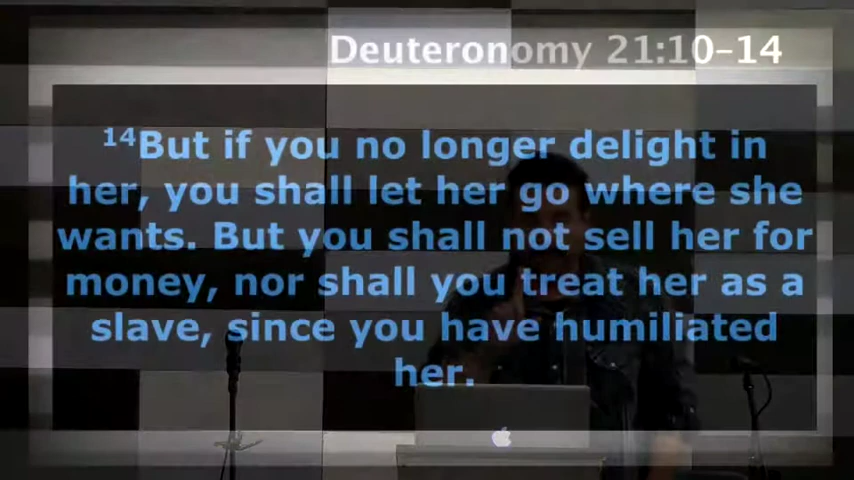 Deuteronomy 21:10–14
14But if you no longer delight in
her, you shall let her go where she
wants. But you shall not sell her for
money, nor shall you treat her as a
slave, since you have humiliated
her.